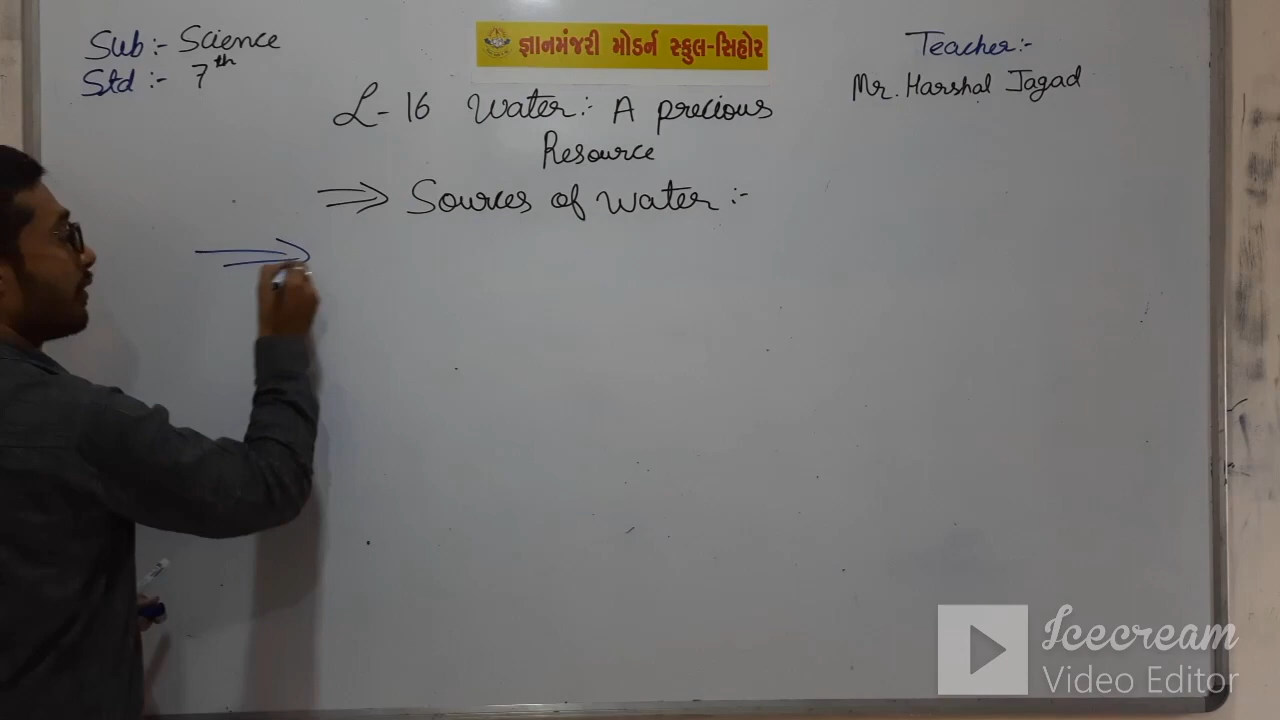 Sub:- Science
Std:- 7th
જ્ઞાનમંજરી મોડર્ન સ્કુલ-સિહોર
Teacher:-
Mr. Harshal Jagad
L-16 Water:- A precious
Resource
⇒ Sources of water:-
⇒
Icecream
Video Editor